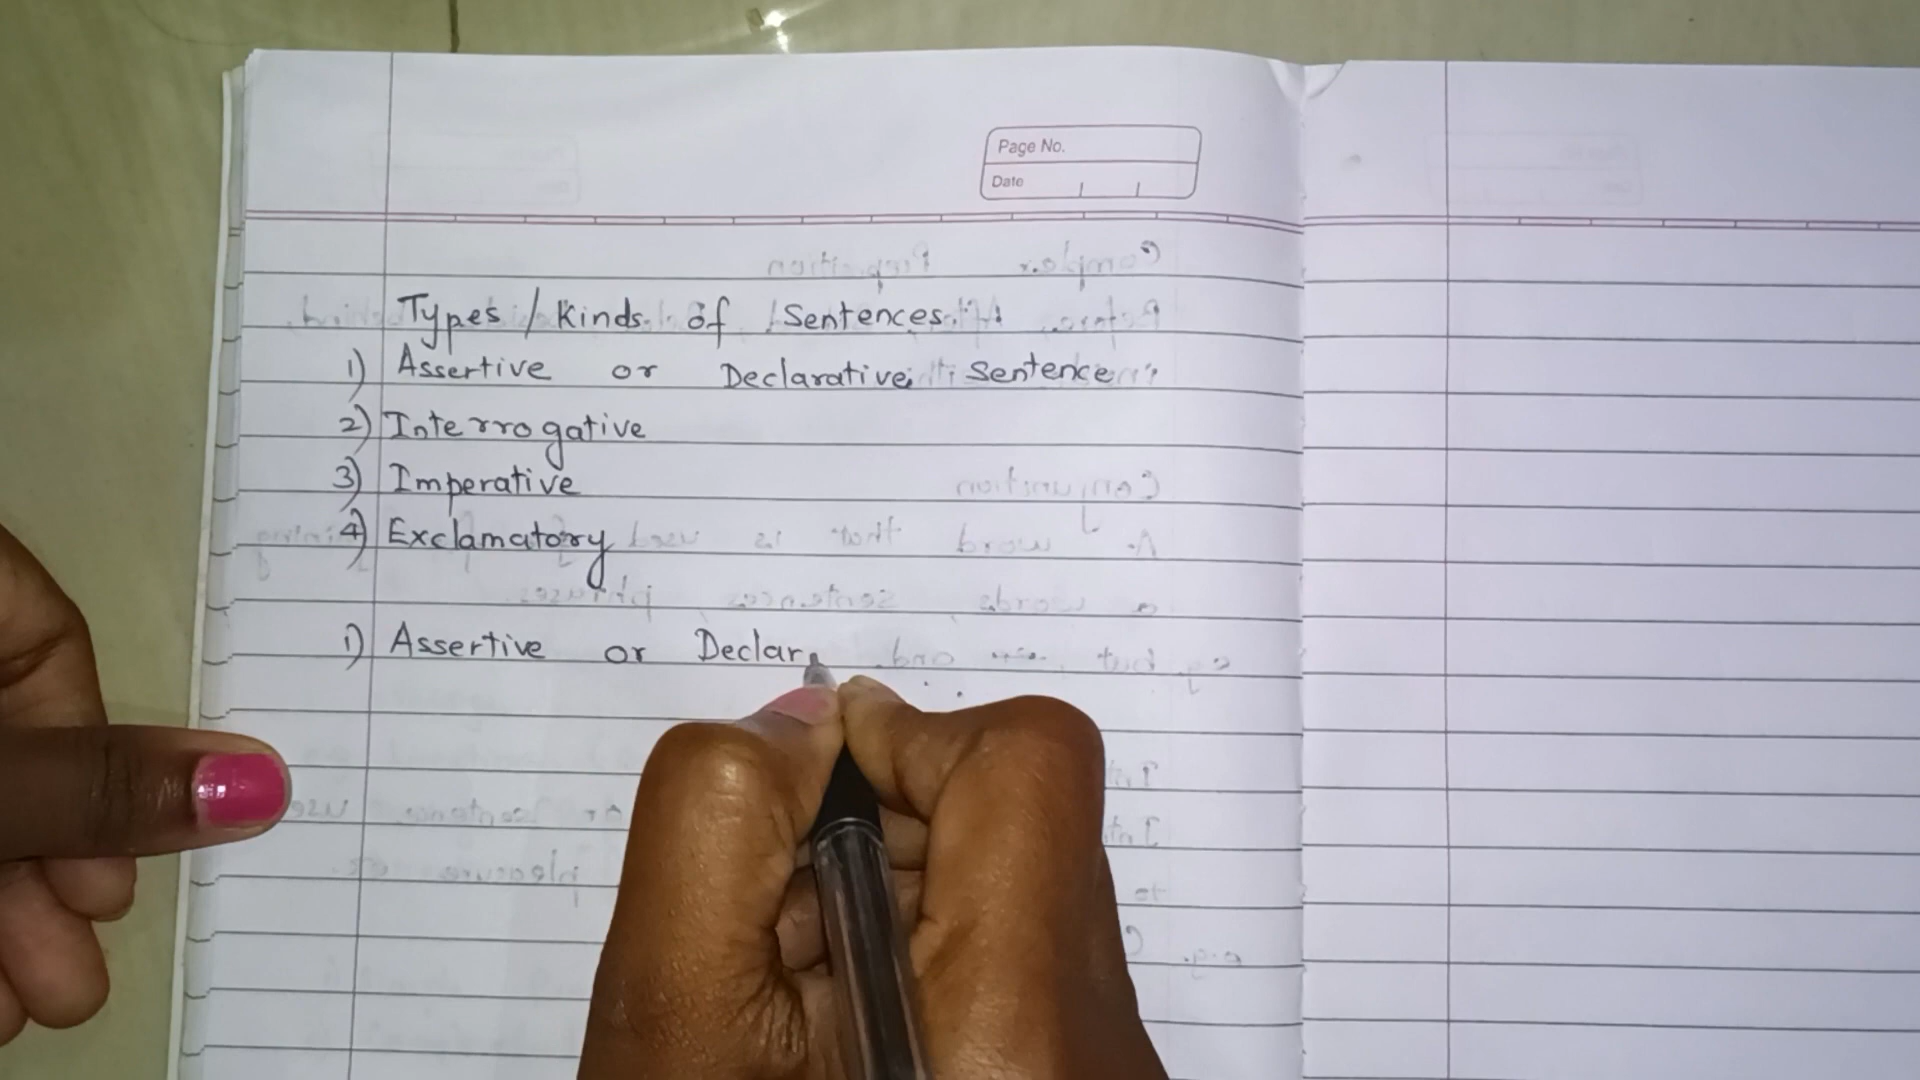 Page No.
Date
Types / Kinds of Sentences :
1) Assertive or Declarative Sentence
2) Interrogative
3) Imperative
4) Exclamatory
1) Assertive or Declar